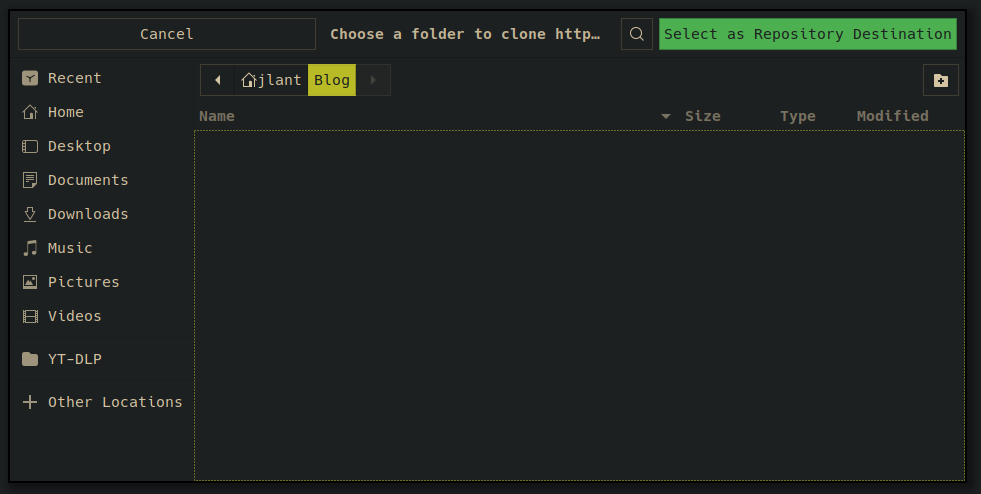 Cancel
Choose a folder to clone http…
Select as Repository Destination
Recent
Home
Desktop
Documents
Downloads
Music
Pictures
Videos
YT-DLP
Other Locations
jlant
Blog
Name
Size
Type
Modified